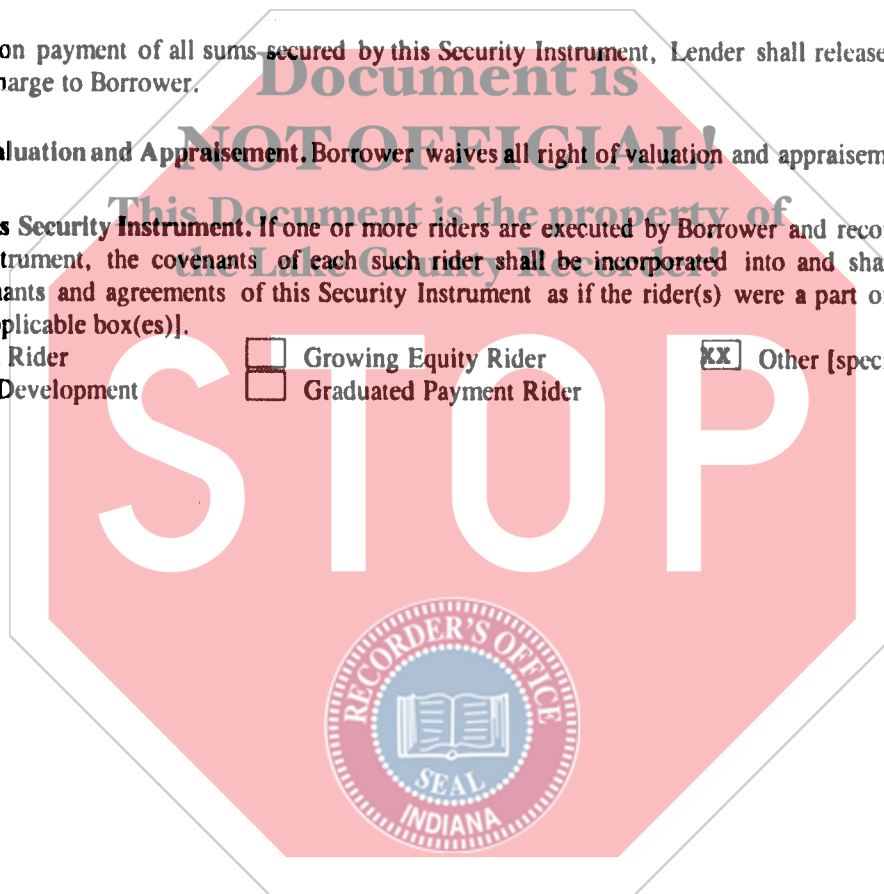 on payment of all sums secured by this Security Instrument, Lender shall release
harge to Borrower.
Document is
NOT OFFICIAL!
aluation and Appraisement. Borrower waives all right of valuation and appraisem
This Document is the property of
the Lake County Recorder!
s Security Instrument. If one or more riders are executed by Borrower and reco
trument, the covenants of each such rider shall be incorporated into and sha
nants and agreements of this Security Instrument as if the rider(s) were a part o
plicable box(es)].
Rider Growing Equity Rider XX Other [spec
Development Graduated Payment Rider
STOP
RECORDER'S OFFICE
SEAL
INDIANA